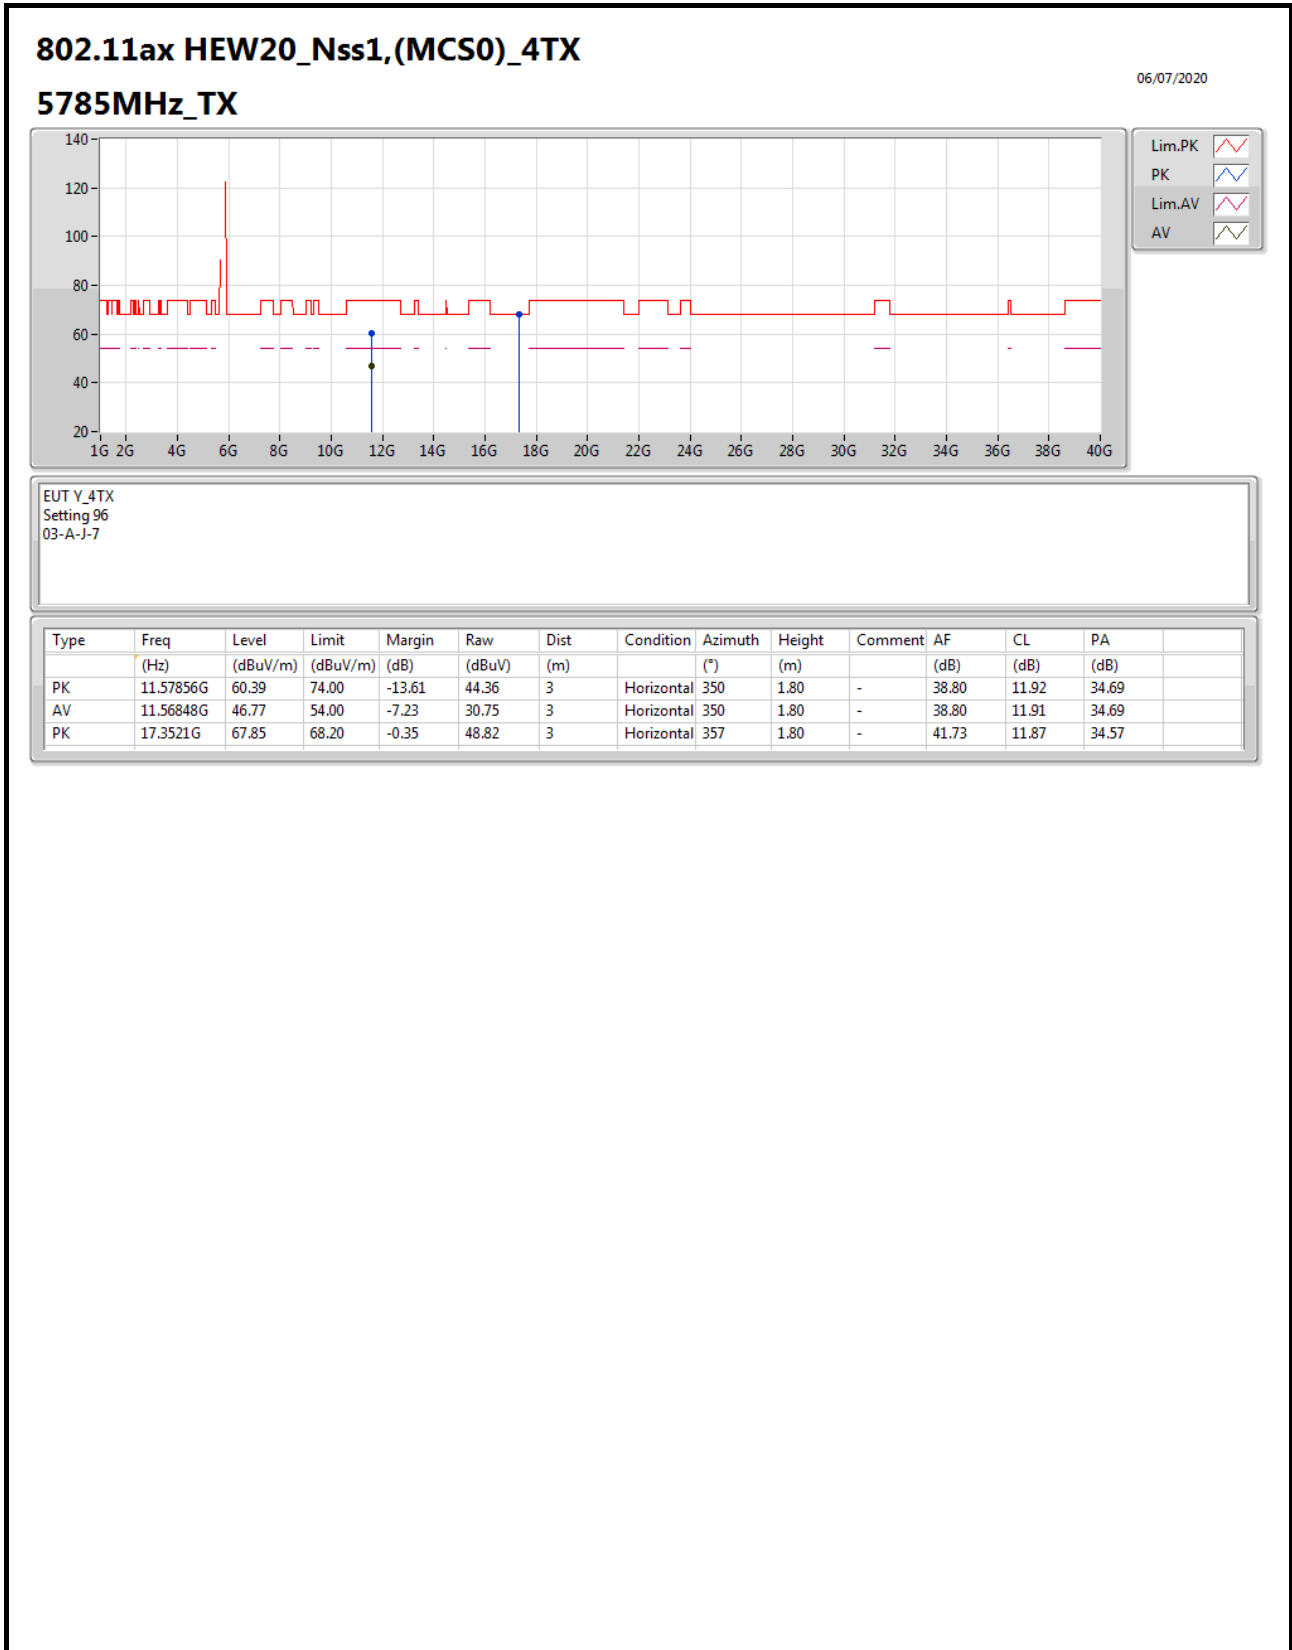 802.11ax HEW20_Nss1,(MCS0)_4TX
06/07/2020
5785MHz_TX
140
120
100
80
60
40
20
1G 2G 4G 6G 8G 10G 12G 14G 16G 18G 20G 22G 24G 26G 28G 30G 32G 34G 36G 38G 40G
Lim.PK
PK
Lim.AV
AV
EUT Y_4TX
Setting 96
03-A-J-7
Type Freq Level Limit Margin Raw Dist Condition Azimuth Height Comment AF CL PA
(Hz) (dBuV/m) (dBuV/m) (dB) (dBuV) (m) (°) (m) (dB) (dB) (dB)
PK 11.57856G 60.39 74.00 -13.61 44.36 3 Horizontal 350 1.80 - 38.80 11.92 34.69
AV 11.56848G 46.77 54.00 -7.23 30.75 3 Horizontal 350 1.80 - 38.80 11.91 34.69
PK 17.3521G 67.85 68.20 -0.35 48.82 3 Horizontal 357 1.80 - 41.73 11.87 34.57